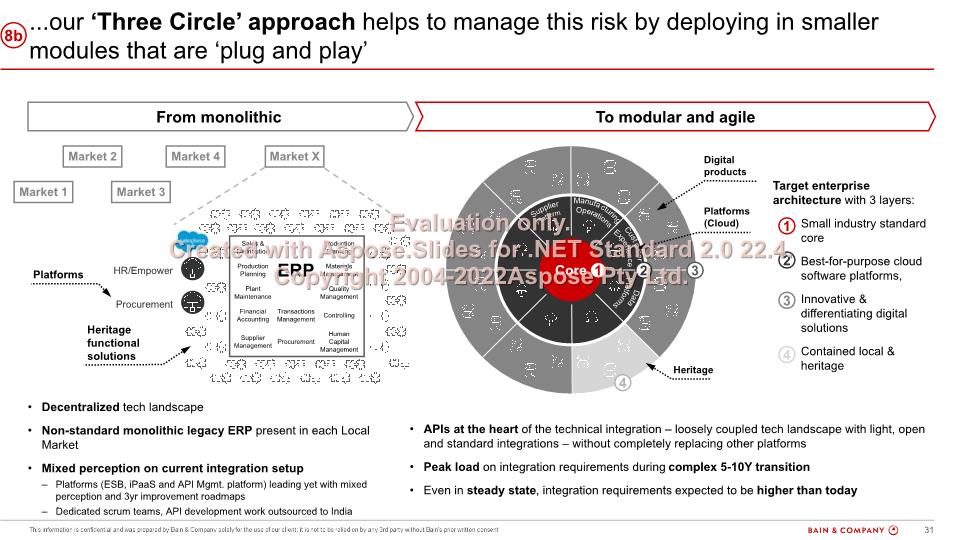 8b
...our ‘Three Circle’ approach helps to manage this risk by deploying in smaller
modules that are ‘plug and play’
From monolithic
To modular and agile
Market 2
Market 4
Market X
Market 1
Market 3
salesforce
Platforms
HR/Empower
Procurement
Heritage
functional
solutions
Sales &
ERP
Production
Planning
Materials
Management
Plant
Maintenance
Quality
Management
Financial
Accounting
Transactions
Management
Controlling
Supplier
Management
Procurement
Human
Capital
Management
Supplier
Manufactured
Operations
Core
1
2
3
4
Digital
products
Platforms
(Cloud)
Heritage
Target enterprise
architecture with 3 layers:
1 Small industry standard
core
2 Best-for-purpose cloud
software platforms,
3 Innovative &
differentiating digital
solutions
4 Contained local &
heritage
Evaluation only.
Created with Aspose.Slides for .NET Standard 2.0 22.4.
Copyright 2004-2022Aspose Pty Ltd.
• Decentralized tech landscape
• Non-standard monolithic legacy ERP present in each Local
Market
• Mixed perception on current integration setup
– Platforms (ESB, iPaaS and API Mgmt. platform) leading yet with mixed
perception and 3yr improvement roadmaps
– Dedicated scrum teams, API development work outsourced to India
• APIs at the heart of the technical integration – loosely coupled tech landscape with light, open
and standard integrations – without completely replacing other platforms
• Peak load on integration requirements during complex 5-10Y transition
• Even in steady state, integration requirements expected to be higher than today
This information is confidential and was prepared by Bain & Company solely for the use of our client; it is not to be relied on by any 3rd party without Bain's prior written consent
BAIN & COMPANY
31